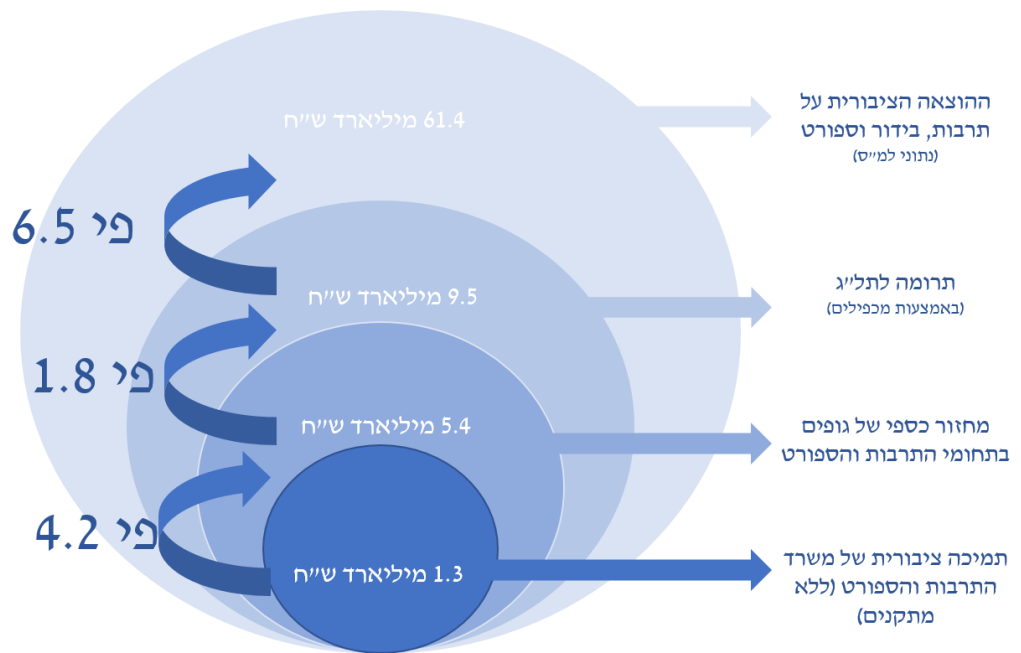 ההוצאה הציבורית על
תרבות, בידור וספורט
(נתוני למ״ס)
61.4 מיליארד ש״ח
פי 6.5
תרומה לתל״ג
(באמצעות מכפילים)
9.5 מיליארד ש״ח
פי 1.8
מחזור כספי של גופים
בתחומי התרבות והספורט
5.4 מיליארד ש״ח
פי 4.2
תמיכה ציבורית של משרד
התרבות והספורט (ללא
מתקנים)
1.3 מיליארד ש״ח